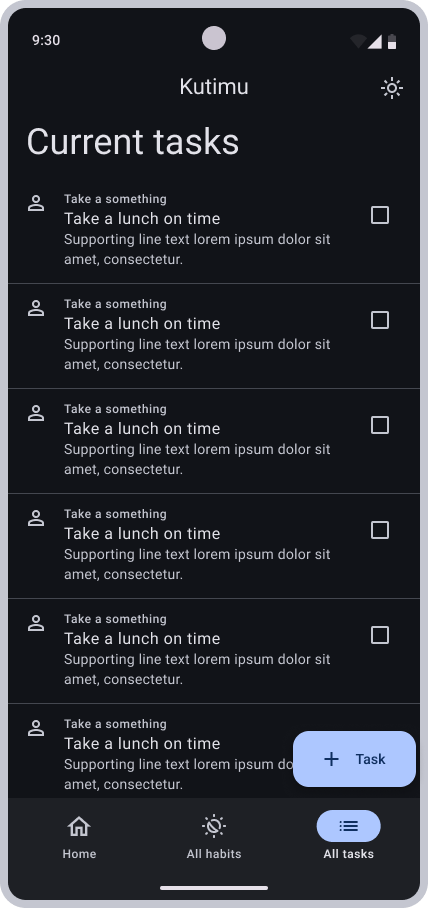 9:30
Kutimu
Current tasks
Take a something
Take a lunch on time
Supporting line text lorem ipsum dolor sit
amet, consectetur.
Take a something
Take a lunch on time
Supporting line text lorem ipsum dolor sit
amet, consectetur.
Take a something
Take a lunch on time
Supporting line text lorem ipsum dolor sit
amet, consectetur.
Take a something
Take a lunch on time
Supporting line text lorem ipsum dolor sit
amet, consectetur.
Take a something
Take a lunch on time
Supporting line text lorem ipsum dolor sit
amet, consectetur.
Take a something
Take a lunch on time
Supporting line text lorem ipsum do
amet, consectetur.
Task
Home
All habits
All tasks